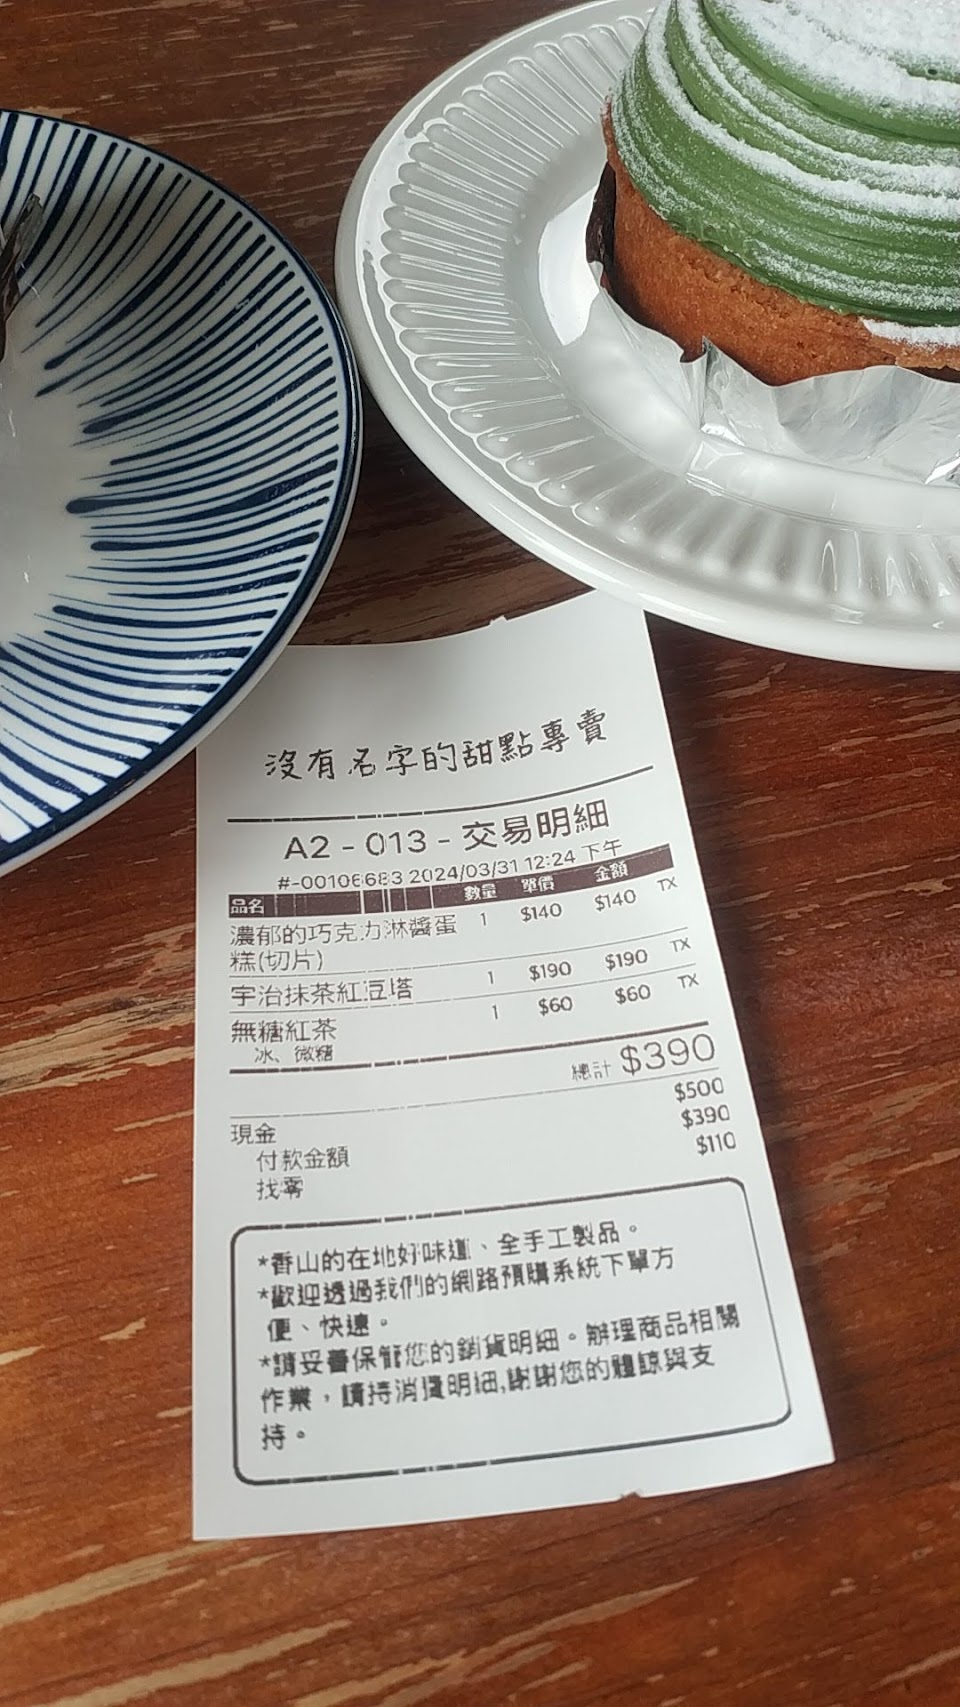 沒有名字的甜點專賣
A2 - 013 - 交易明細
#-00106683 2024/03/31 12:24 下午
品名 數量 單價 金額
濃郁的巧克力淋醬蛋 1 $140 $140 TX
糕(切片)
宇治抹茶紅豆塔 1 $190 $190 TX
無糖紅茶 1 $60 $60 TX
冰、微糖
總計 $390
現金 $500
付款金額 $390
找零 $110
*香山的在地好味道、全手工製品。
*歡迎透過我們的網路預購系統下單方
便、快速。
*請妥善保管您的銷貨明細。辦理商品相關
作業，請持消費明細,謝謝您的體諒與支
持。